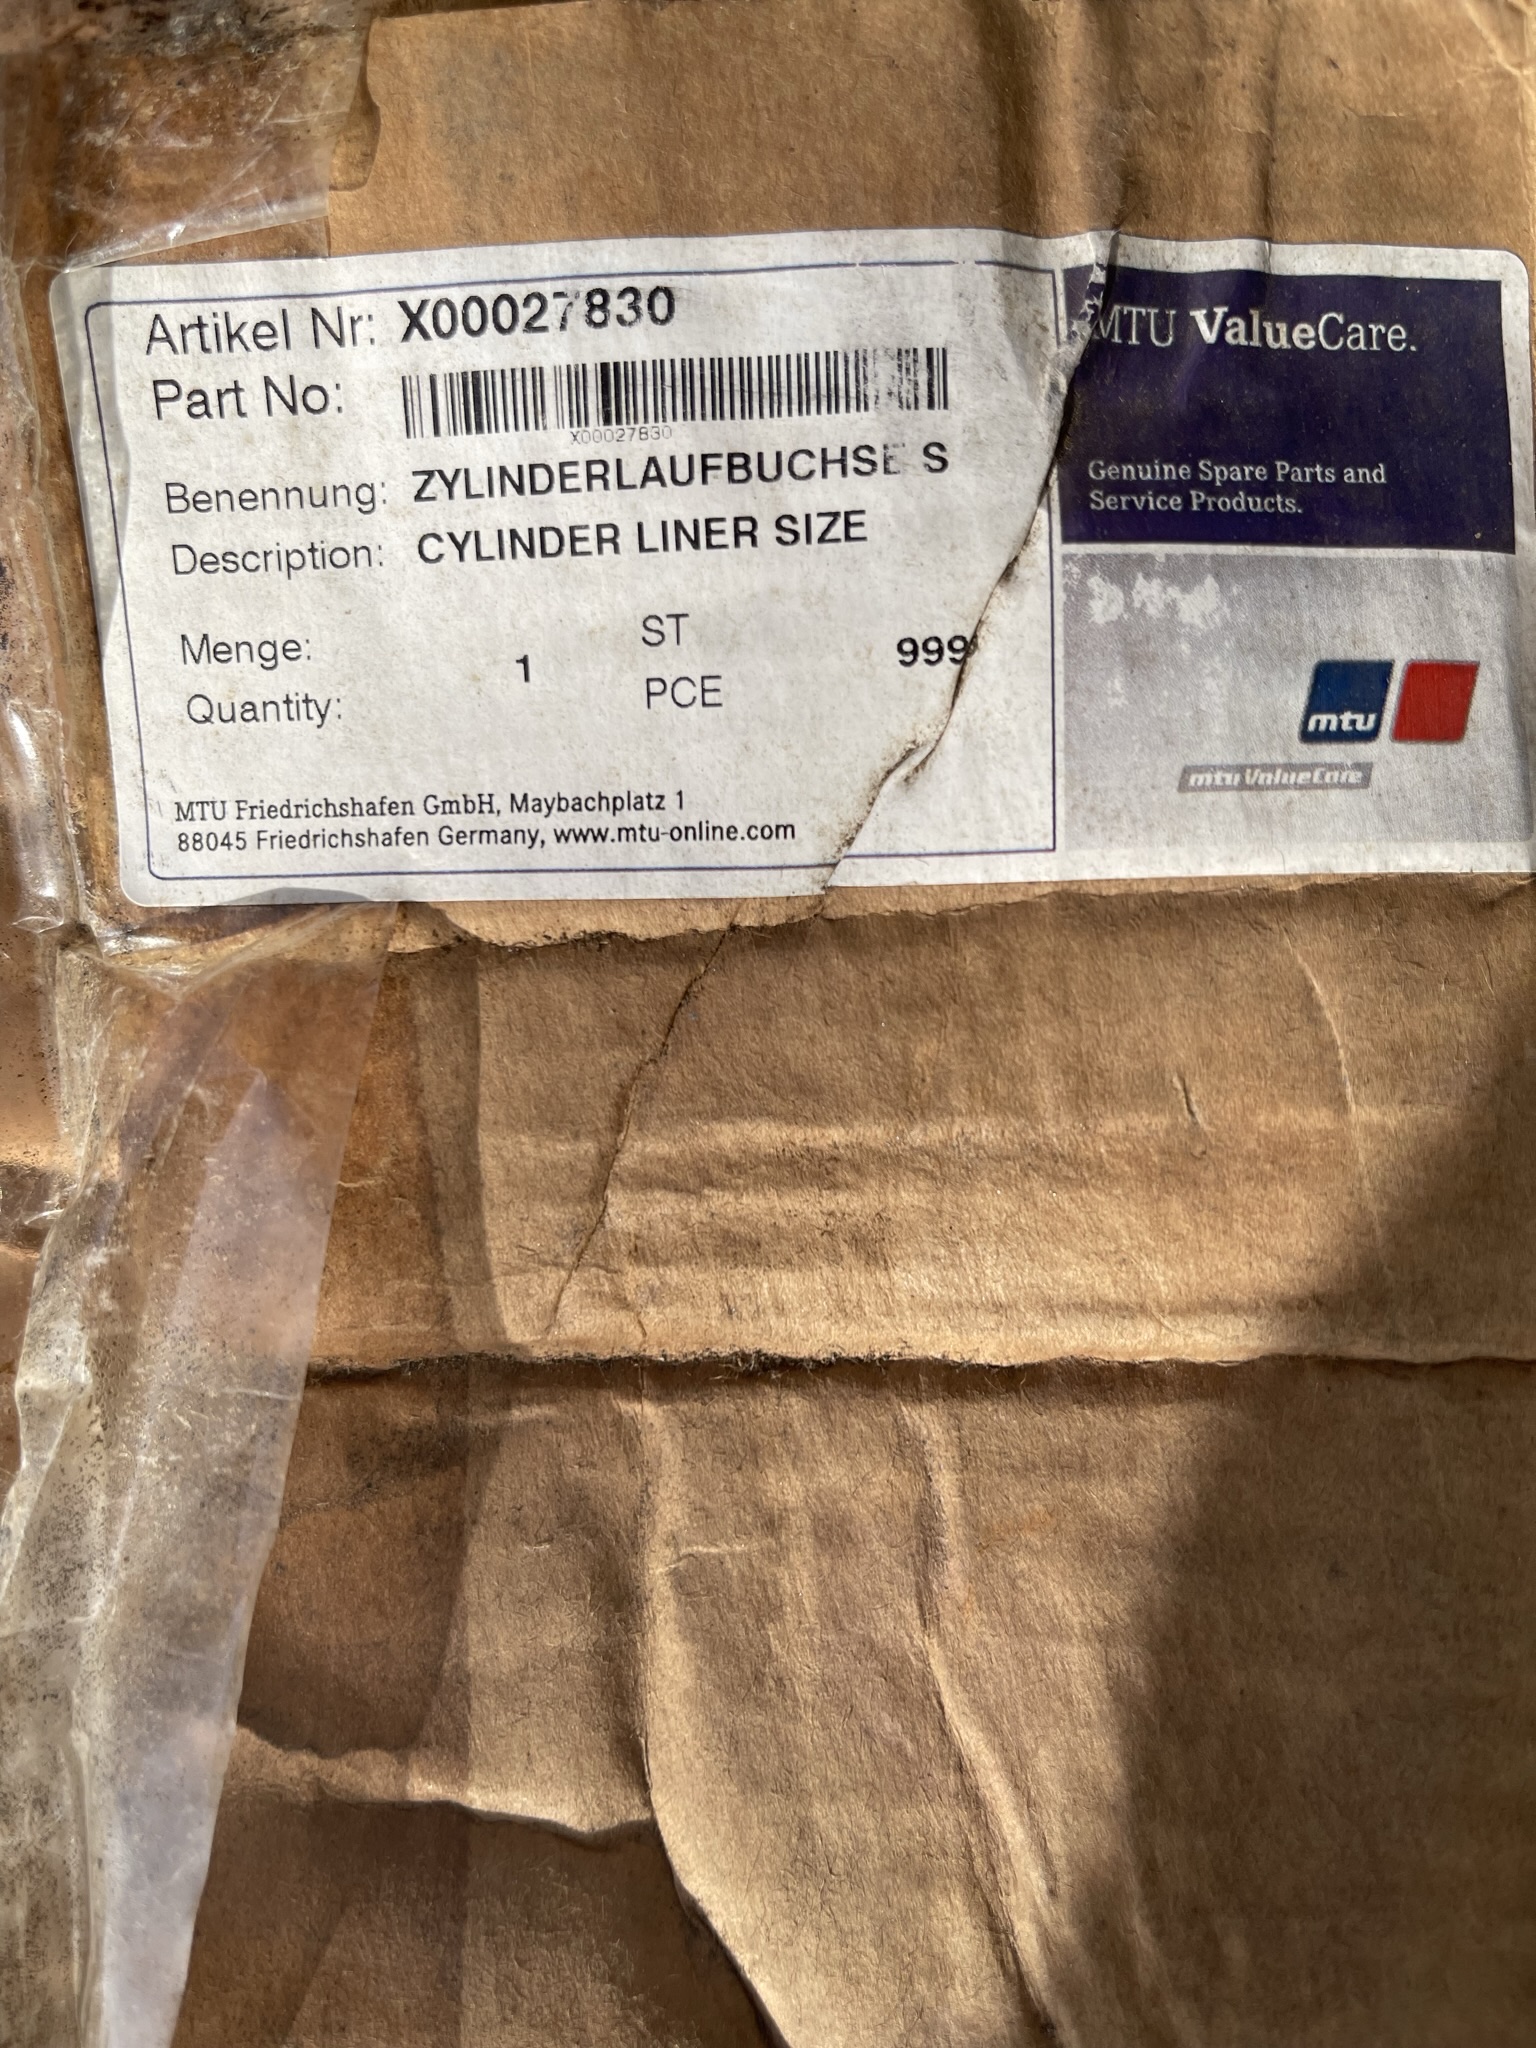 Artikel Nr: X00027830
Part No:
X00027830
Benennung: ZYLINDERLAUFBUCHSE S
Description: CYLINDER LINER SIZE
Menge: 1 ST 999
Quantity: PCE
MTU Friedrichshafen GmbH, Maybachplatz 1
88045 Friedrichshafen Germany, www.mtu-online.com
MTU ValueCare.
Genuine Spare Parts and
Service Products.
mtu
mtu ValueCare